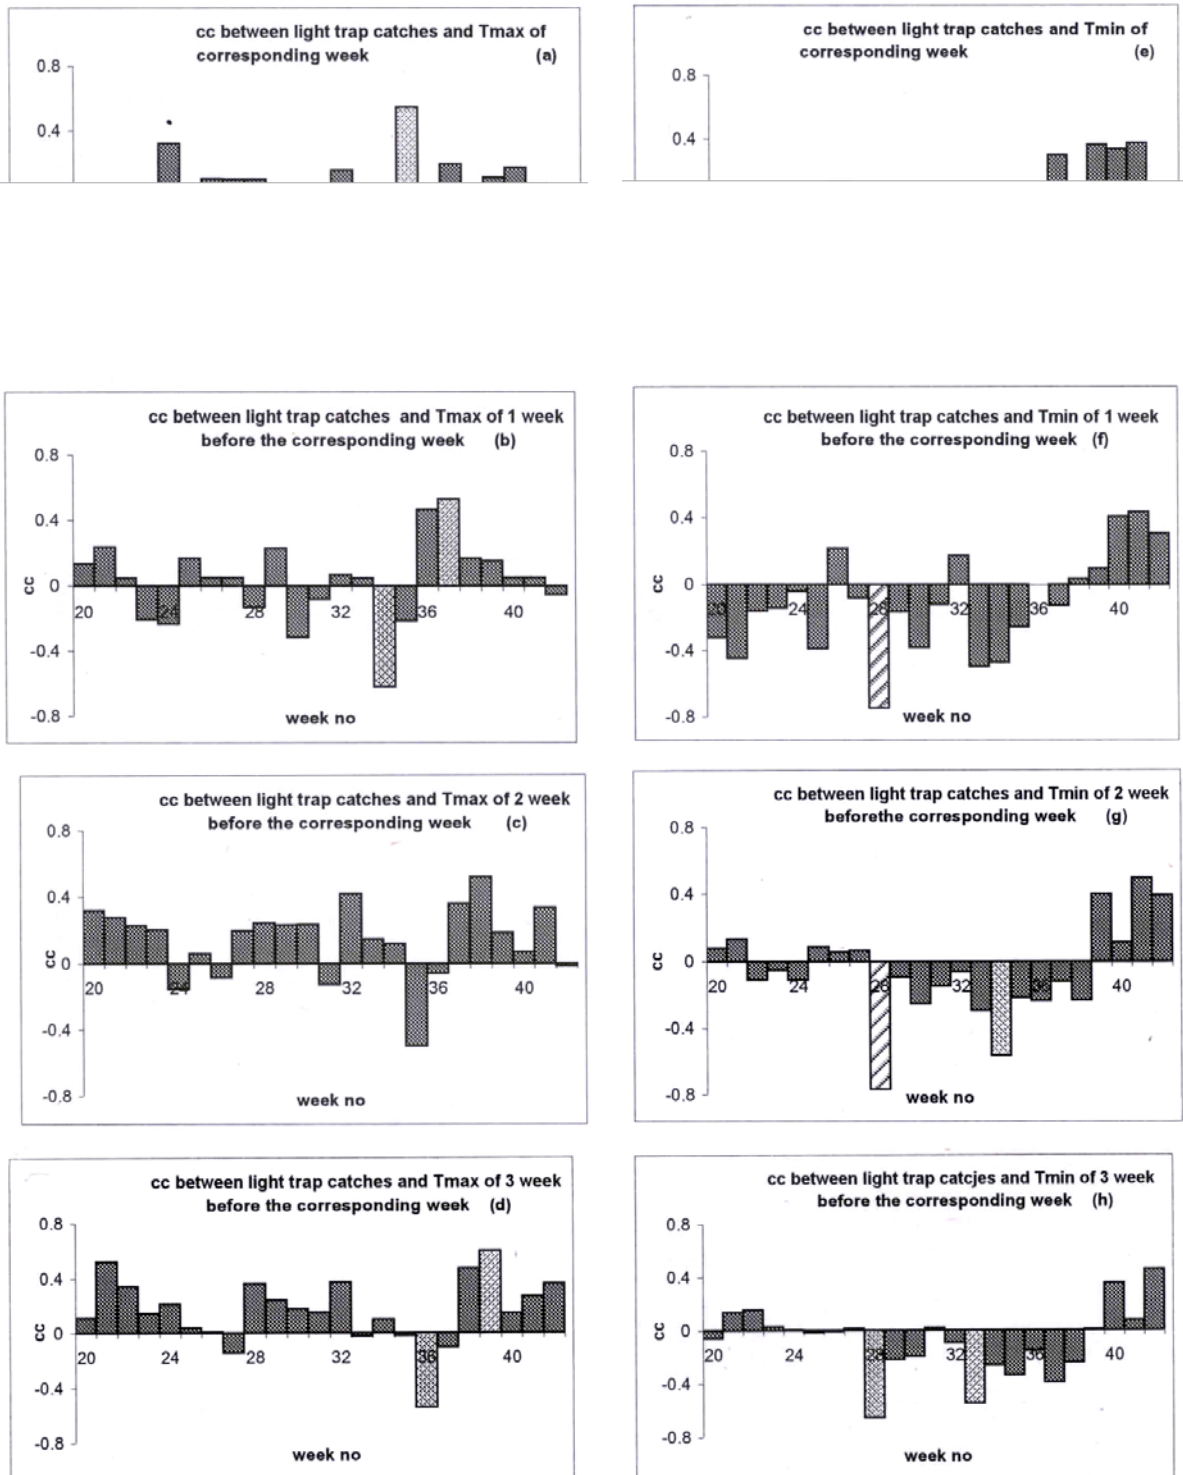 cc between light trap catches and Tmax of
corresponding week (a)
0.8
0.4
cc between light trap catches and Tmin of
corresponding week (e)
0.8
0.4
cc between light trap catches and Tmax of 1 week
before the corresponding week (b)
0.8
0.4
0
-0.4
-0.8
cc
20 24 28 32 36 40
week no
cc between light trap catches and Tmin of 1 week
before the corresponding week (f)
0.8
0.4
0
-0.4
-0.8
cc
20 24 28 32 36 40
week no
cc between light trap catches and Tmax of 2 week
before the corresponding week (c)
0.8
0.4
0
-0.4
-0.8
cc
20 24 28 32 36 40
week no
cc between light trap catches and Tmin of 2 week
beforethe corresponding week (g)
0.8
0.4
0
-0.4
-0.8
cc
20 24 28 32 36 40
week no
cc between light trap catches and Tmax of 3 week
before the corresponding week (d)
0.8
0.4
0
-0.4
-0.8
cc
20 24 28 32 36 40
week no
cc between light trap catcjes and Tmin of 3 week
before the corresponding week (h)
0.8
0.4
0
-0.4
-0.8
cc
20 24 28 32 36 40
week no